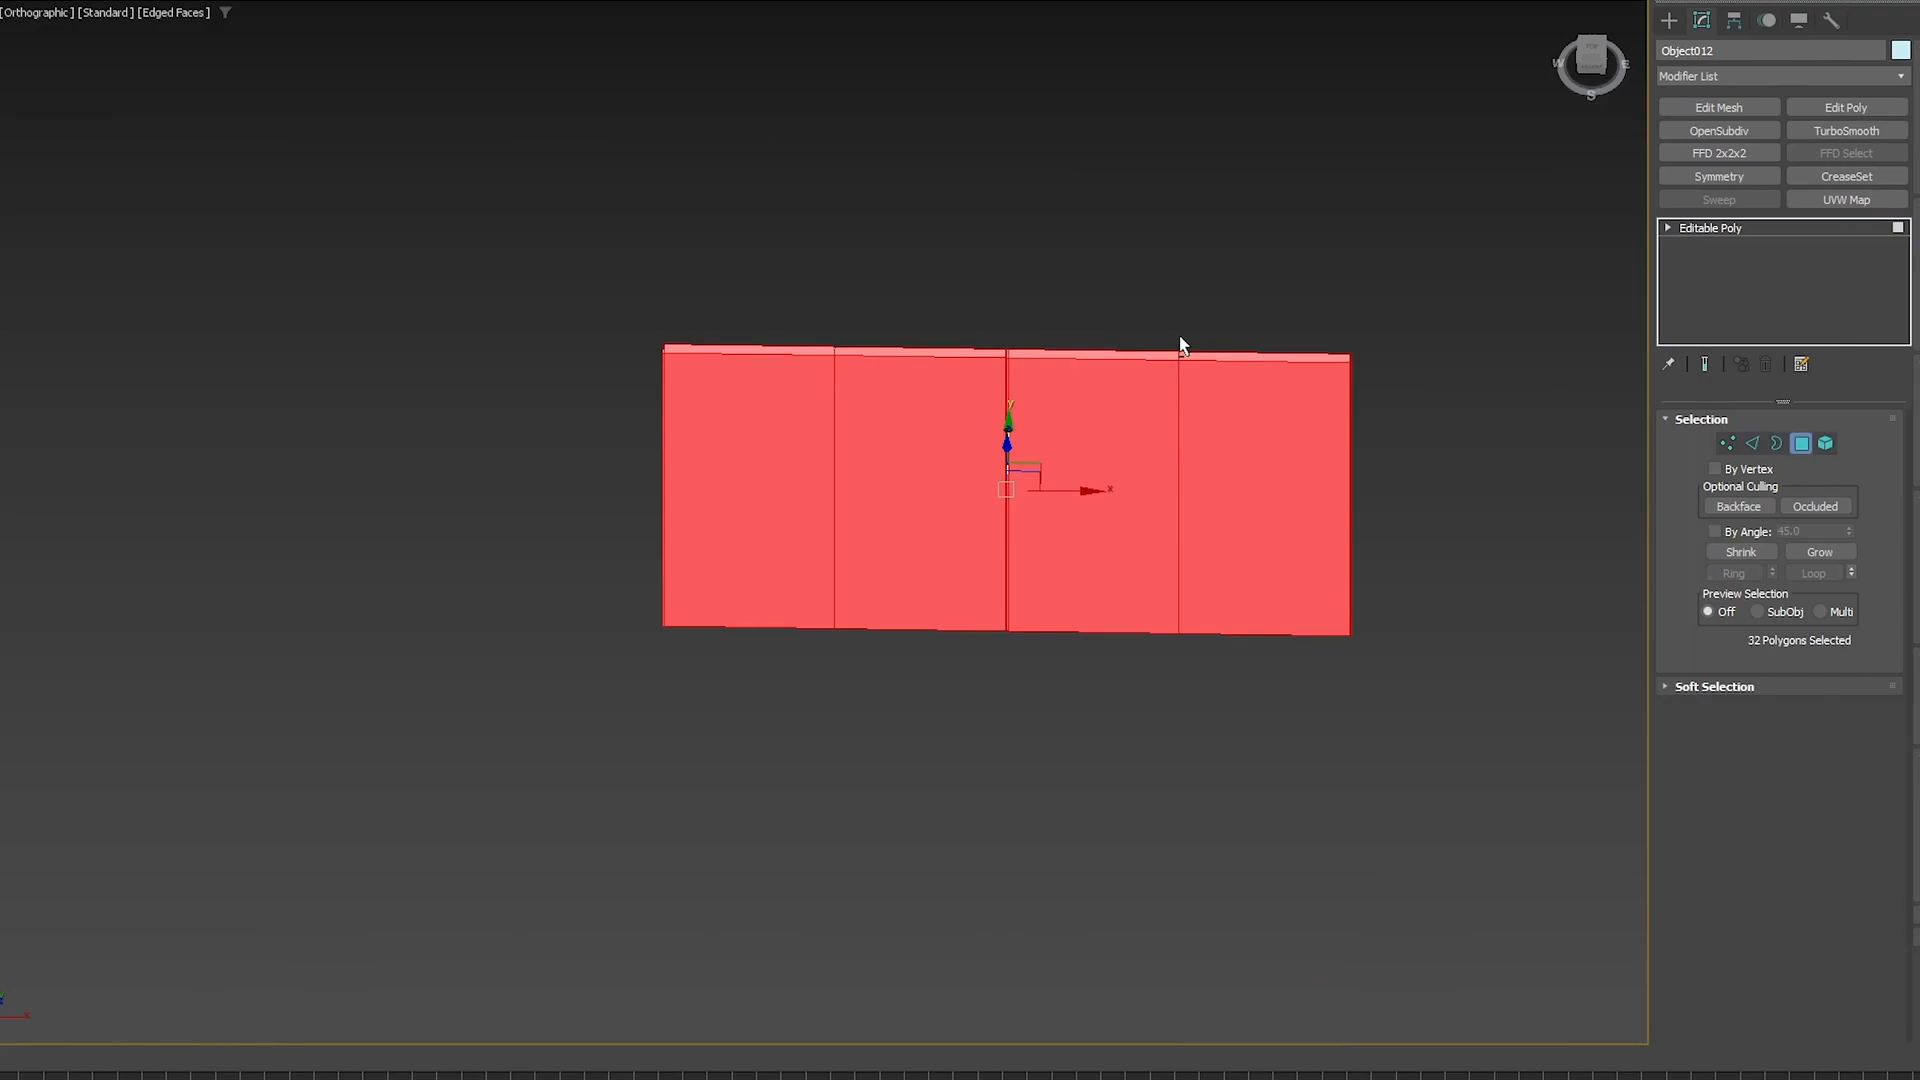 [Orthographic ] [Standard ] [Edged Faces ]
TOP
W
E
S
y
x
x
Object012
Modifier List
Edit Mesh
Edit Poly
OpenSubdiv
TurboSmooth
FFD 2x2x2
FFD Select
Symmetry
CreaseSet
Sweep
UVW Map
Editable Poly
Selection
By Vertex
Optional Culling
Backface
Occluded
By Angle: 45.0
Shrink
Grow
Ring
Loop
Preview Selection
Off
SubObj
Multi
32 Polygons Selected
Soft Selection